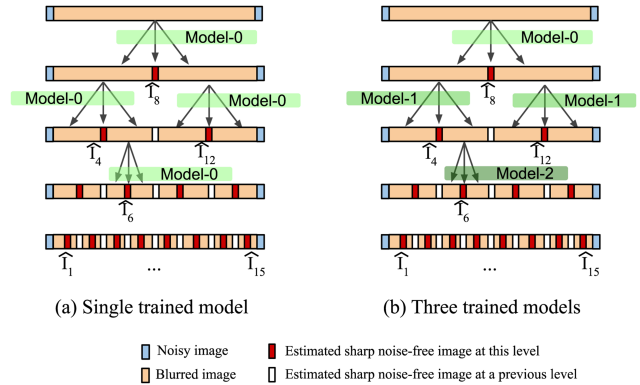 Model-0
Model-0
Î8
Î8
Model-0
Model-0
Model-1
Model-1
Î4
Î12
Î4
Î12
Model-0
Model-2
Î6
Î6
Î1
...
Î15
Î1
...
Î15
(a) Single trained model
(b) Three trained models
Noisy image
Estimated sharp noise-free image at this level
Blurred image
Estimated sharp noise-free image at a previous level